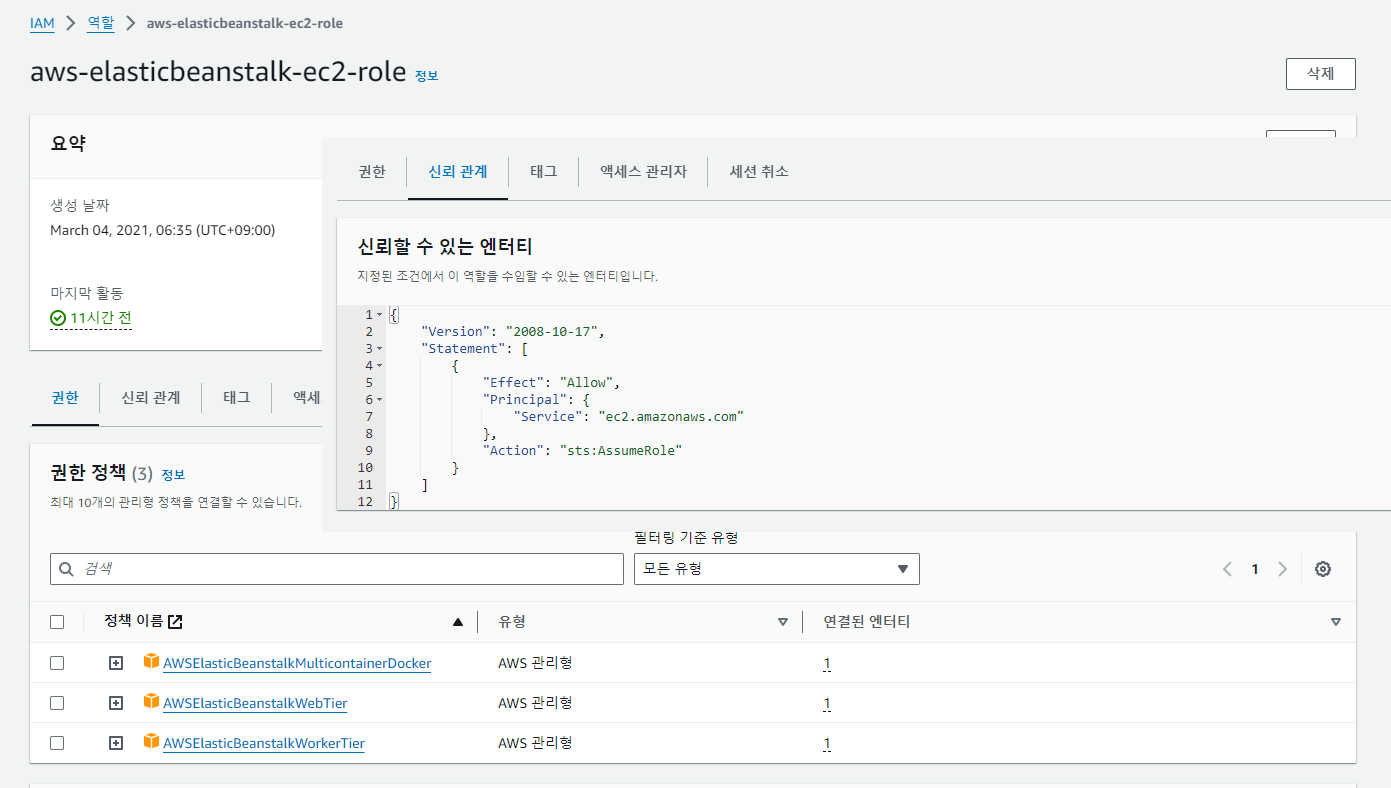 IAM > 역할 > aws-elasticbeanstalk-ec2-role
aws-elasticbeanstalk-ec2-role 정보
삭제
요약
생성 날짜
March 04, 2021, 06:35 (UTC+09:00)
마지막 활동
11시간 전
권한 신뢰 관계 태그 액세
권한 신뢰 관계 태그 액세스 관리자 세션 취소
신뢰할 수 있는 엔터티
지정된 조건에서 이 역할을 수임할 수 있는 엔터티입니다.
1 {
2 "Version": "2008-10-17",
3 "Statement": [
4 {
5 "Effect": "Allow",
6 "Principal": {
7 "Service": "ec2.amazonaws.com"
8 },
9 "Action": "sts:AssumeRole"
10 }
11 ]
12 }
권한 정책 (3) 정보
최대 10개의 관리형 정책을 연결할 수 있습니다.
필터링 기준 유형
검색 모든 유형 1
정책 이름 유형 연결된 엔터티
AWSElasticBeanstalkMulticontainerDocker AWS 관리형 1
AWSElasticBeanstalkWebTier AWS 관리형 1
AWSElasticBeanstalkWorkerTier AWS 관리형 1